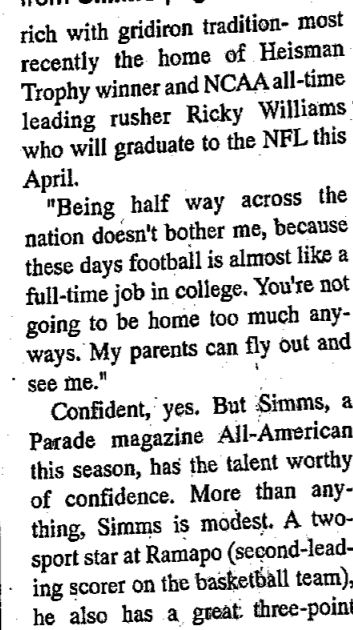 rich with gridiron tradition- most
recently the home of Heisman
Trophy winner and NCAA all-time
leading rusher Ricky Williams
who will graduate to the NFL this
April.
"Being half way across the
nation doesn't bother me, because
these days football is almost like a
full-time job in college. You're not
going to be home too much any-
ways. My parents can fly out and
see me."
Confident, yes. But Simms, a
Parade magazine All-American
this season, has the talent worthy
of confidence. More than any-
thing, Simms is modest. A two-
sport star at Ramapo (second-lead-
ing scorer on the basketball team),
he also has a great three-point